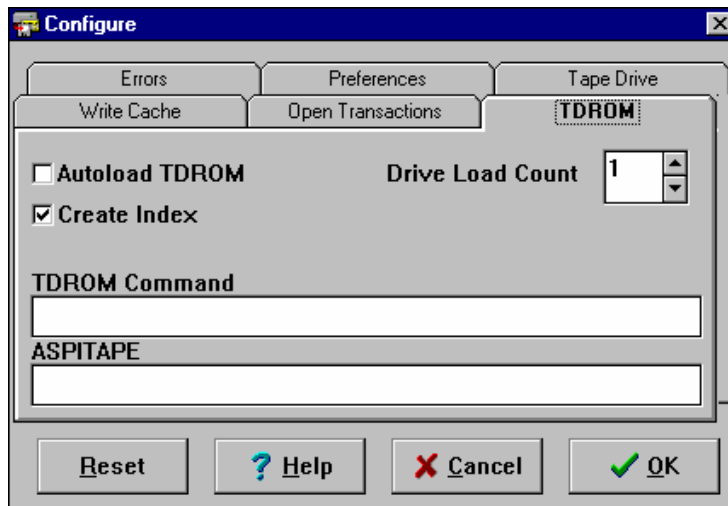 Configure
Errors Preferences Tape Drive
Write Cache Open Transactions TDROM
Autoload TDROM Drive Load Count 1
Create Index
TDROM Command
ASPITAPE
Reset ? Help Cancel OK